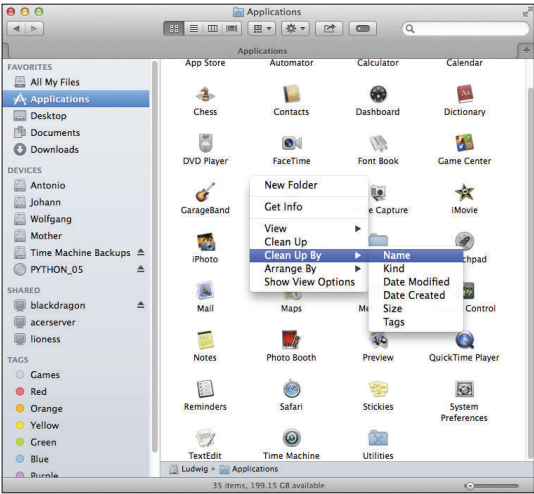 Applications
Applications
FAVORITES
All My Files
Applications
Desktop
Documents
Downloads
DEVICES
Antonio
Johann
Wolfgang
Mother
Time Machine Backups
PYTHON_05
SHARED
blackdragon
acerserver
lioness
TAGS
Games
Red
Orange
Yellow
Green
Blue
Purple
App Store Automator Calculator Calendar
Chess Contacts Dashboard Dictionary
DVD Player FaceTime Font Book Game Center
GarageBand e Capture iMovie
iPhoto chpad
Mail Maps Me Control
Notes Photo Booth Preview QuickTime Player
Reminders Safari Stickies System
Preferences
TextEdit Time Machine Utilities
New Folder
Get Info
View
Clean Up
Clean Up By
Arrange By
Show View Options
Name
Kind
Date Modified
Date Created
Size
Tags
Ludwig Applications
35 items, 199.15 GB available